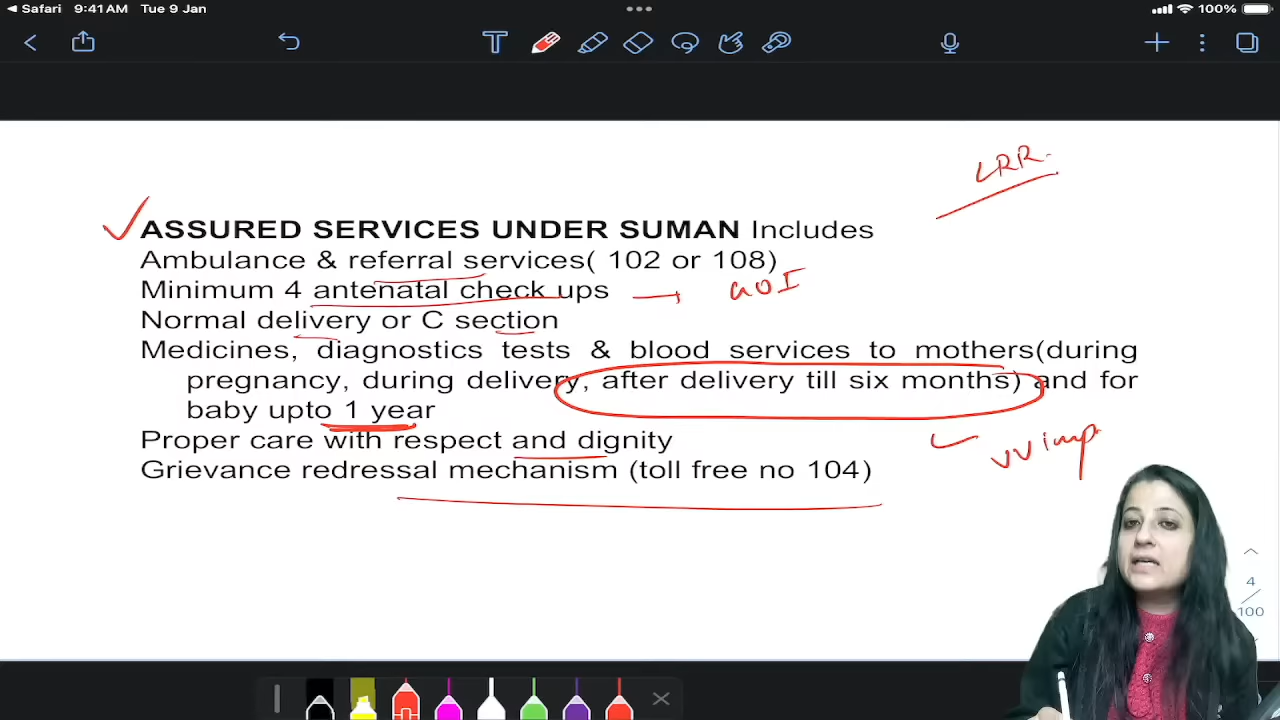 Safari 9:41 AM Tue 9 Jan 100%
LRR.
ASSURED SERVICES UNDER SUMAN Includes
Ambulance & referral services( 102 or 108)
Minimum 4 antenatal check ups → GOI
Normal delivery or C section
Medicines, diagnostics tests & blood services to mothers(during
pregnancy, during delivery, after delivery till six months) and for
baby upto 1 year
Proper care with respect and dignity
vv imp.
Grievance redressal mechanism (toll free no 104)
4
100